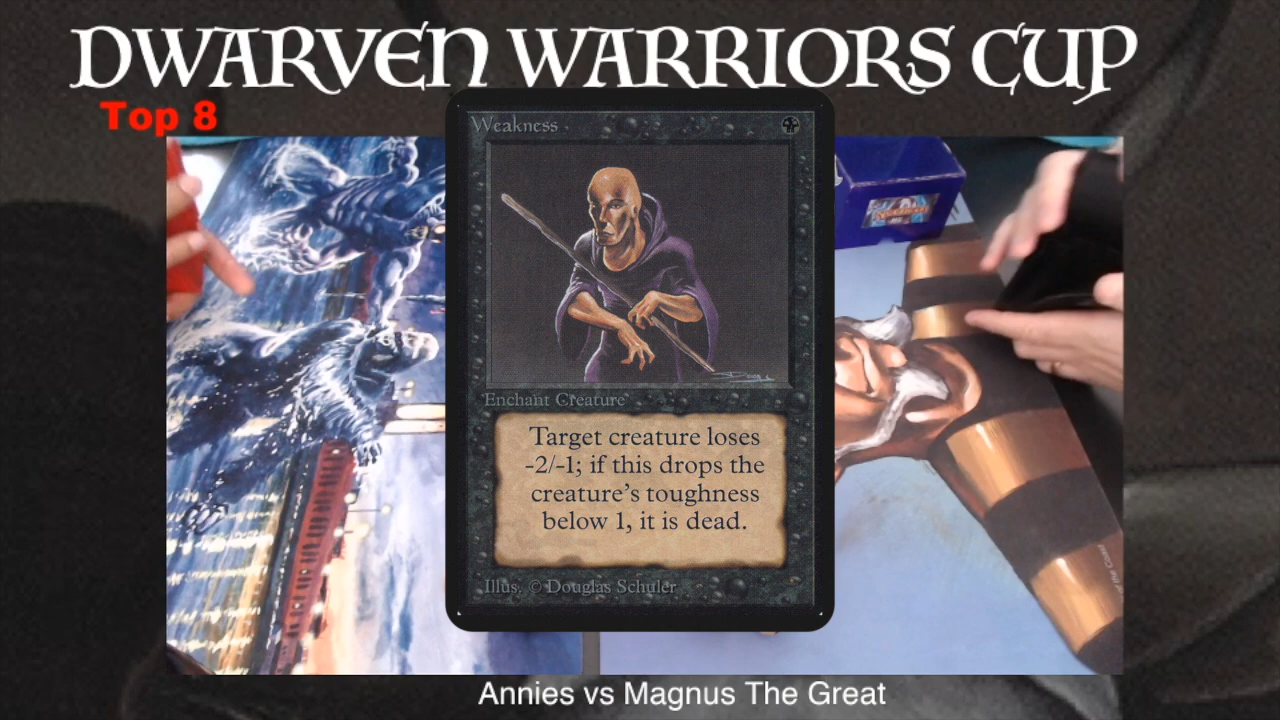 DWARVEN WARRIORS CUP
Top 8
Weakness
Enchant Creature
Target creature loses
-2/-1; if this drops the
creature's toughness
below 1, it is dead.
Illus. © Douglas Schuler
Annies vs Magnus The Great